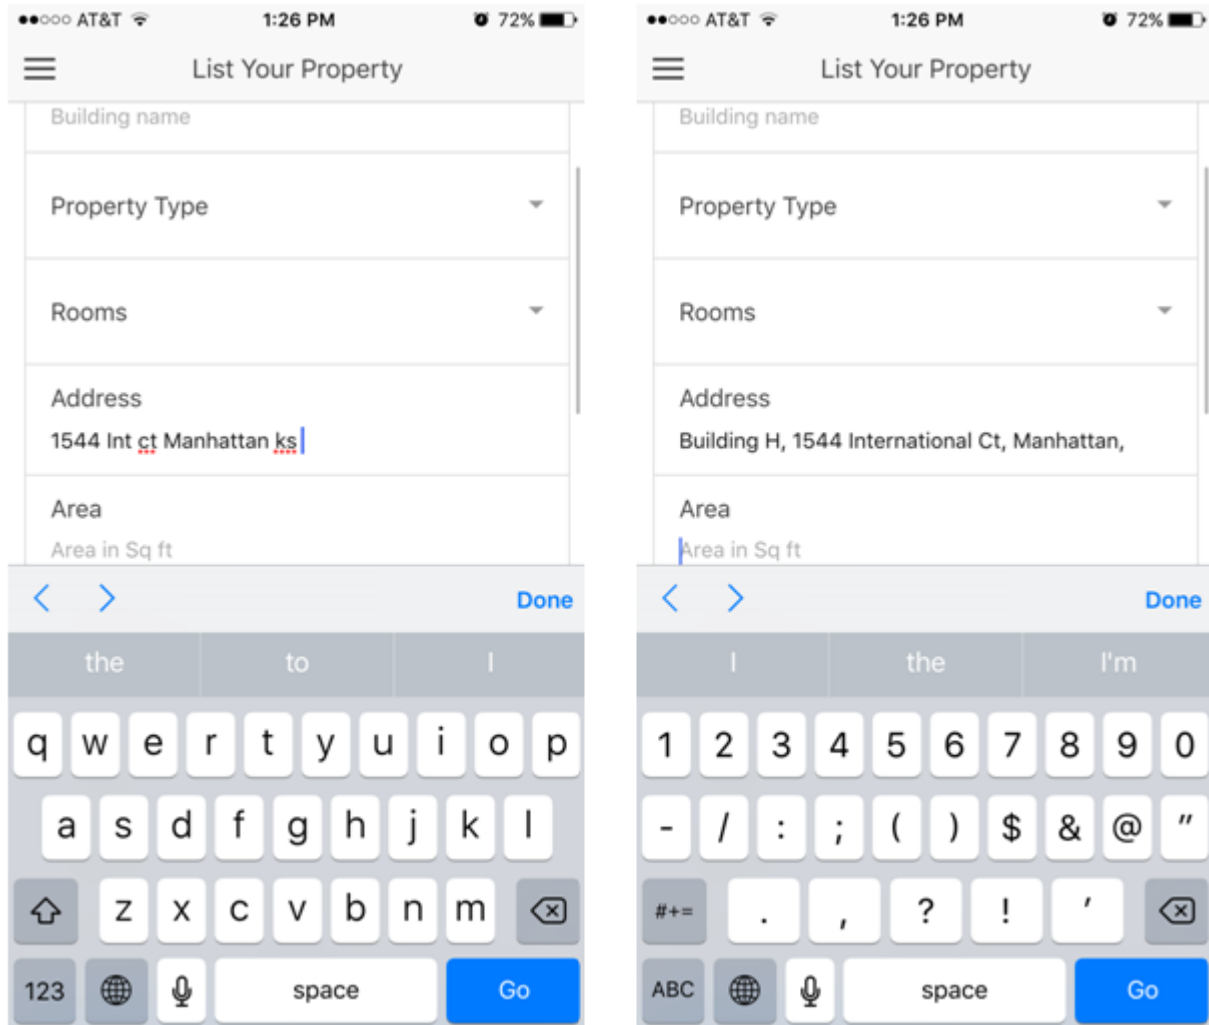 AT&T 1:26 PM 72%
List Your Property
Building name
Property Type
Rooms
Address
1544 Int ct Manhattan ks
Area
Area in Sq ft
Done
the to I
q w e r t y u i o p
a s d f g h j k l
z x c v b n m
123 space Go
AT&T 1:26 PM 72%
List Your Property
Building name
Property Type
Rooms
Address
Building H, 1544 International Ct, Manhattan,
Area
Area in Sq ft
Done
I the I'm
1 2 3 4 5 6 7 8 9 0
- / : ; ( ) $ & @ "
#+= . , ? ! '
ABC space Go